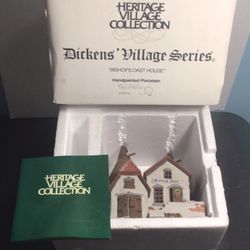 HERITAGE
VILLAGE
COLLECTION
Dickens' Village Series®
"BISHOPS OAST HOUSE"
Handpainted Porcelain
HERITAGE
VILLAGE
COLLECTION